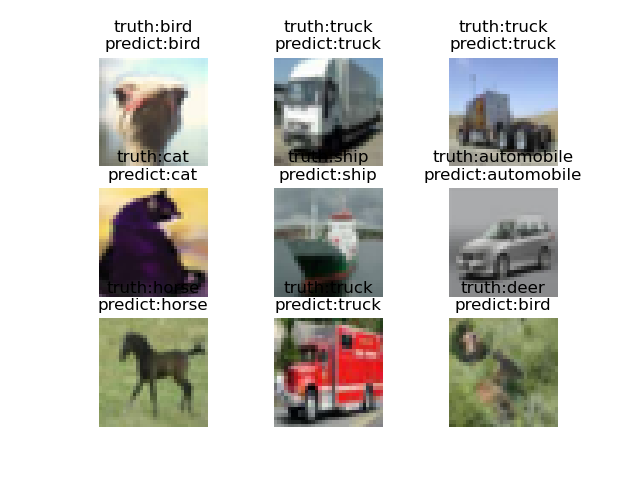 truth:bird
predict:bird
truth:truck
predict:truck
truth:truck
predict:truck
truth:cat
predict:cat
truth:ship
predict:ship
truth:automobile
predict:automobile
truth:horse
predict:horse
truth:truck
predict:truck
truth:deer
predict:bird